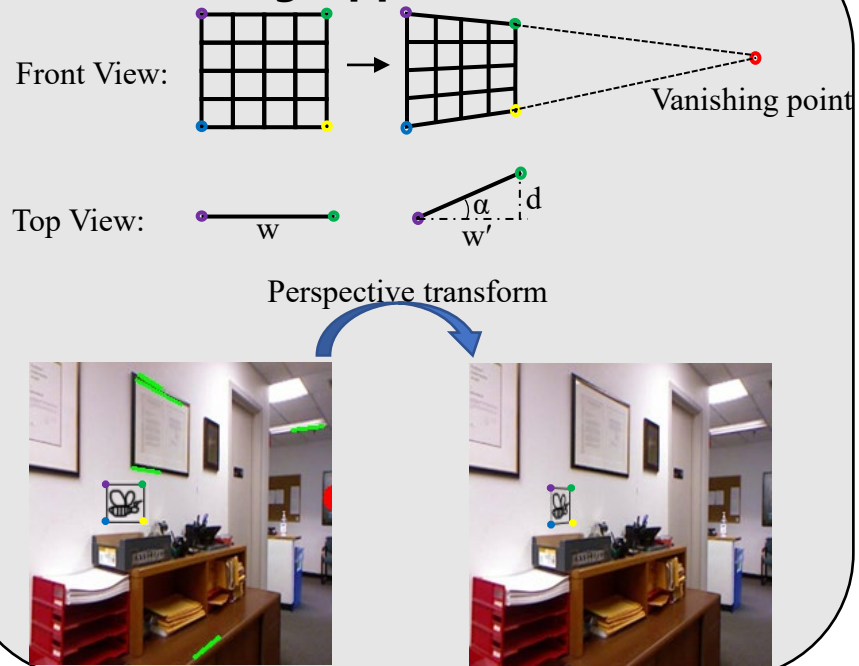 Front View:
Vanishing point
Top View:
w
α
d
w′
Perspective transform